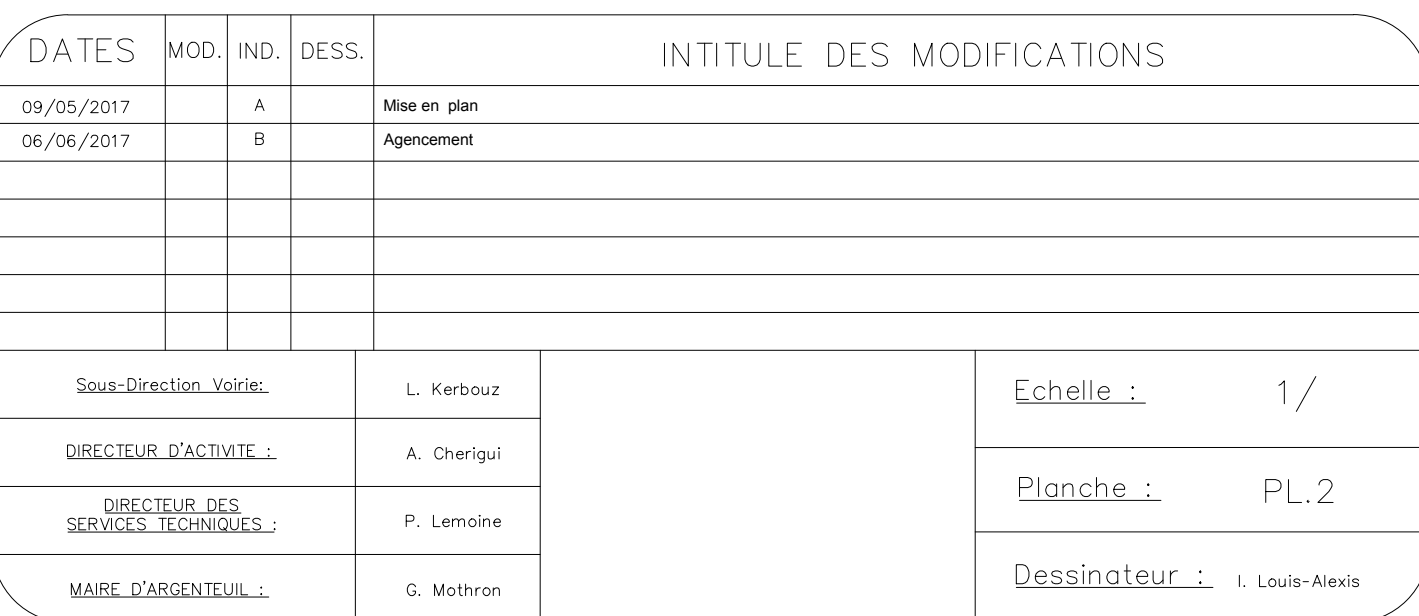 DATES MOD. IND. DESS. INTITULE DES MODIFICATIONS
09/05/2017 A Mise en plan
06/06/2017 B Agencement
Sous-Direction Voirie: L. Kerbouz
DIRECTEUR D'ACTIVITE : A. Cherigui
DIRECTEUR DES
SERVICES TECHNIQUES : P. Lemoine
MAIRE D'ARGENTEUIL : G. Mothron
Echelle : 1/
Planche : PL.2
Dessinateur : I. Louis-Alexis